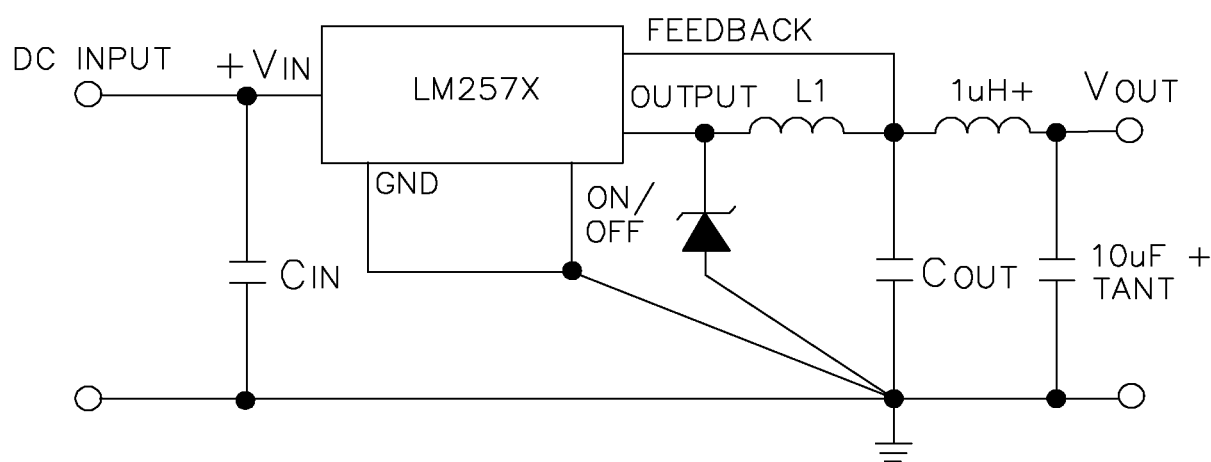 FEEDBACK
DC INPUT
+VIN
LM257X
OUTPUT
L1
1uH+
VOUT
GND
ON/
OFF
CIN
COUT
10uF +
TANT